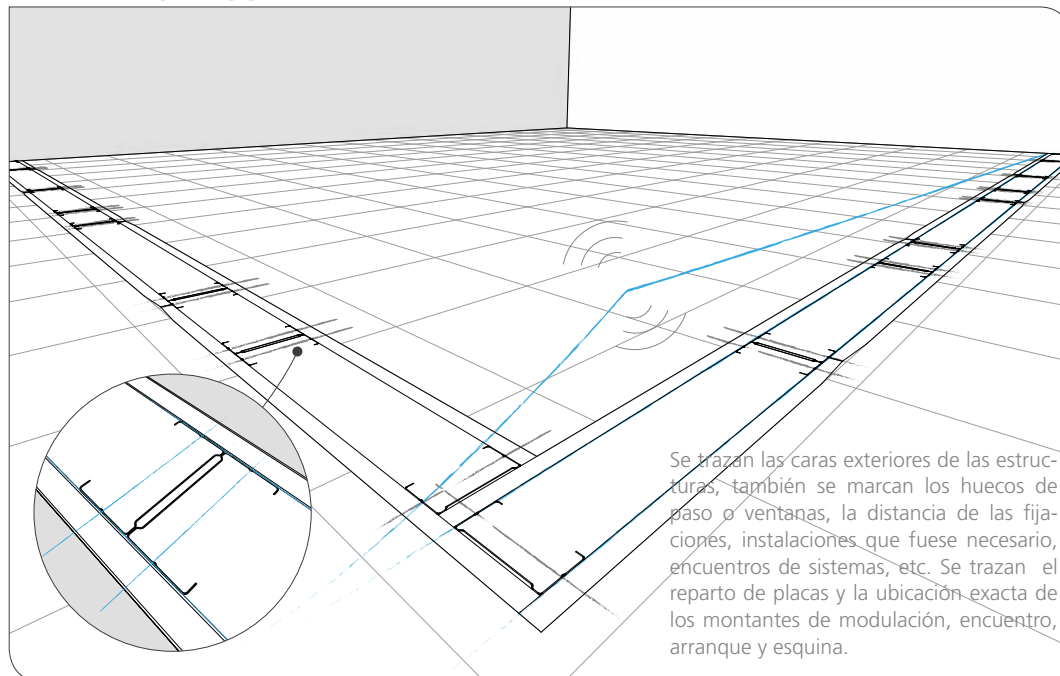 Se trazan las caras exteriores de las estruc-
turas, también se marcan los huecos de
paso o ventanas, la distancia de las fija-
ciones, instalaciones que fuese necesario,
encuentros de sistemas, etc. Se trazan el
reparto de placas y la ubicación exacta de
los montantes de modulación, encuentro,
arranque y esquina.